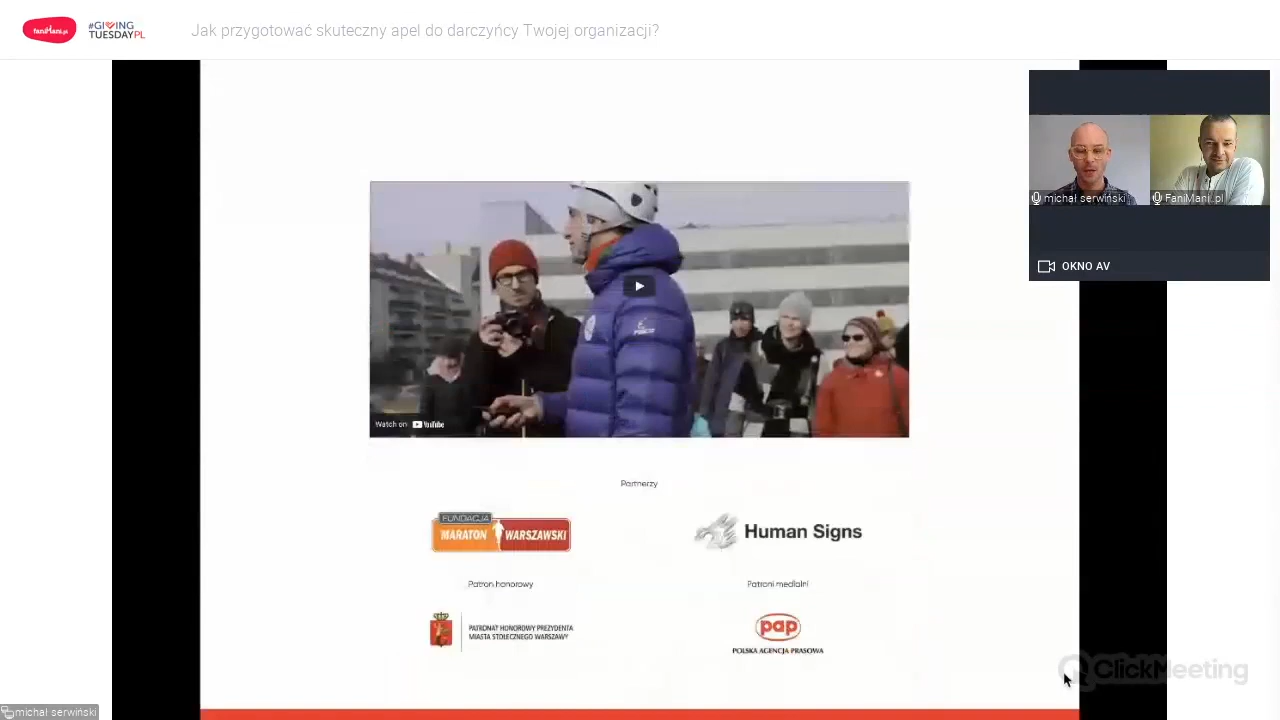 faniMani.pl
#GIVING
TUESDAYPL
Jak przygotować skuteczny apel do darczyńcy Twojej organizacji?
michał serwiński
FaniMani .pl
OKNO AV
Watch on YouTube
Partnerzy
FUNDACJA
MARATON WARSZAWSKI
Human Signs
Patron honorowy
Patroni medialni
PATRONAT HONOROWY PREZYDENTA
MIASTA STOŁECZNEGO WARSZAWY
pap
POLSKA AGENCJA PRASOWA
ClickMeeting
michał serwiński